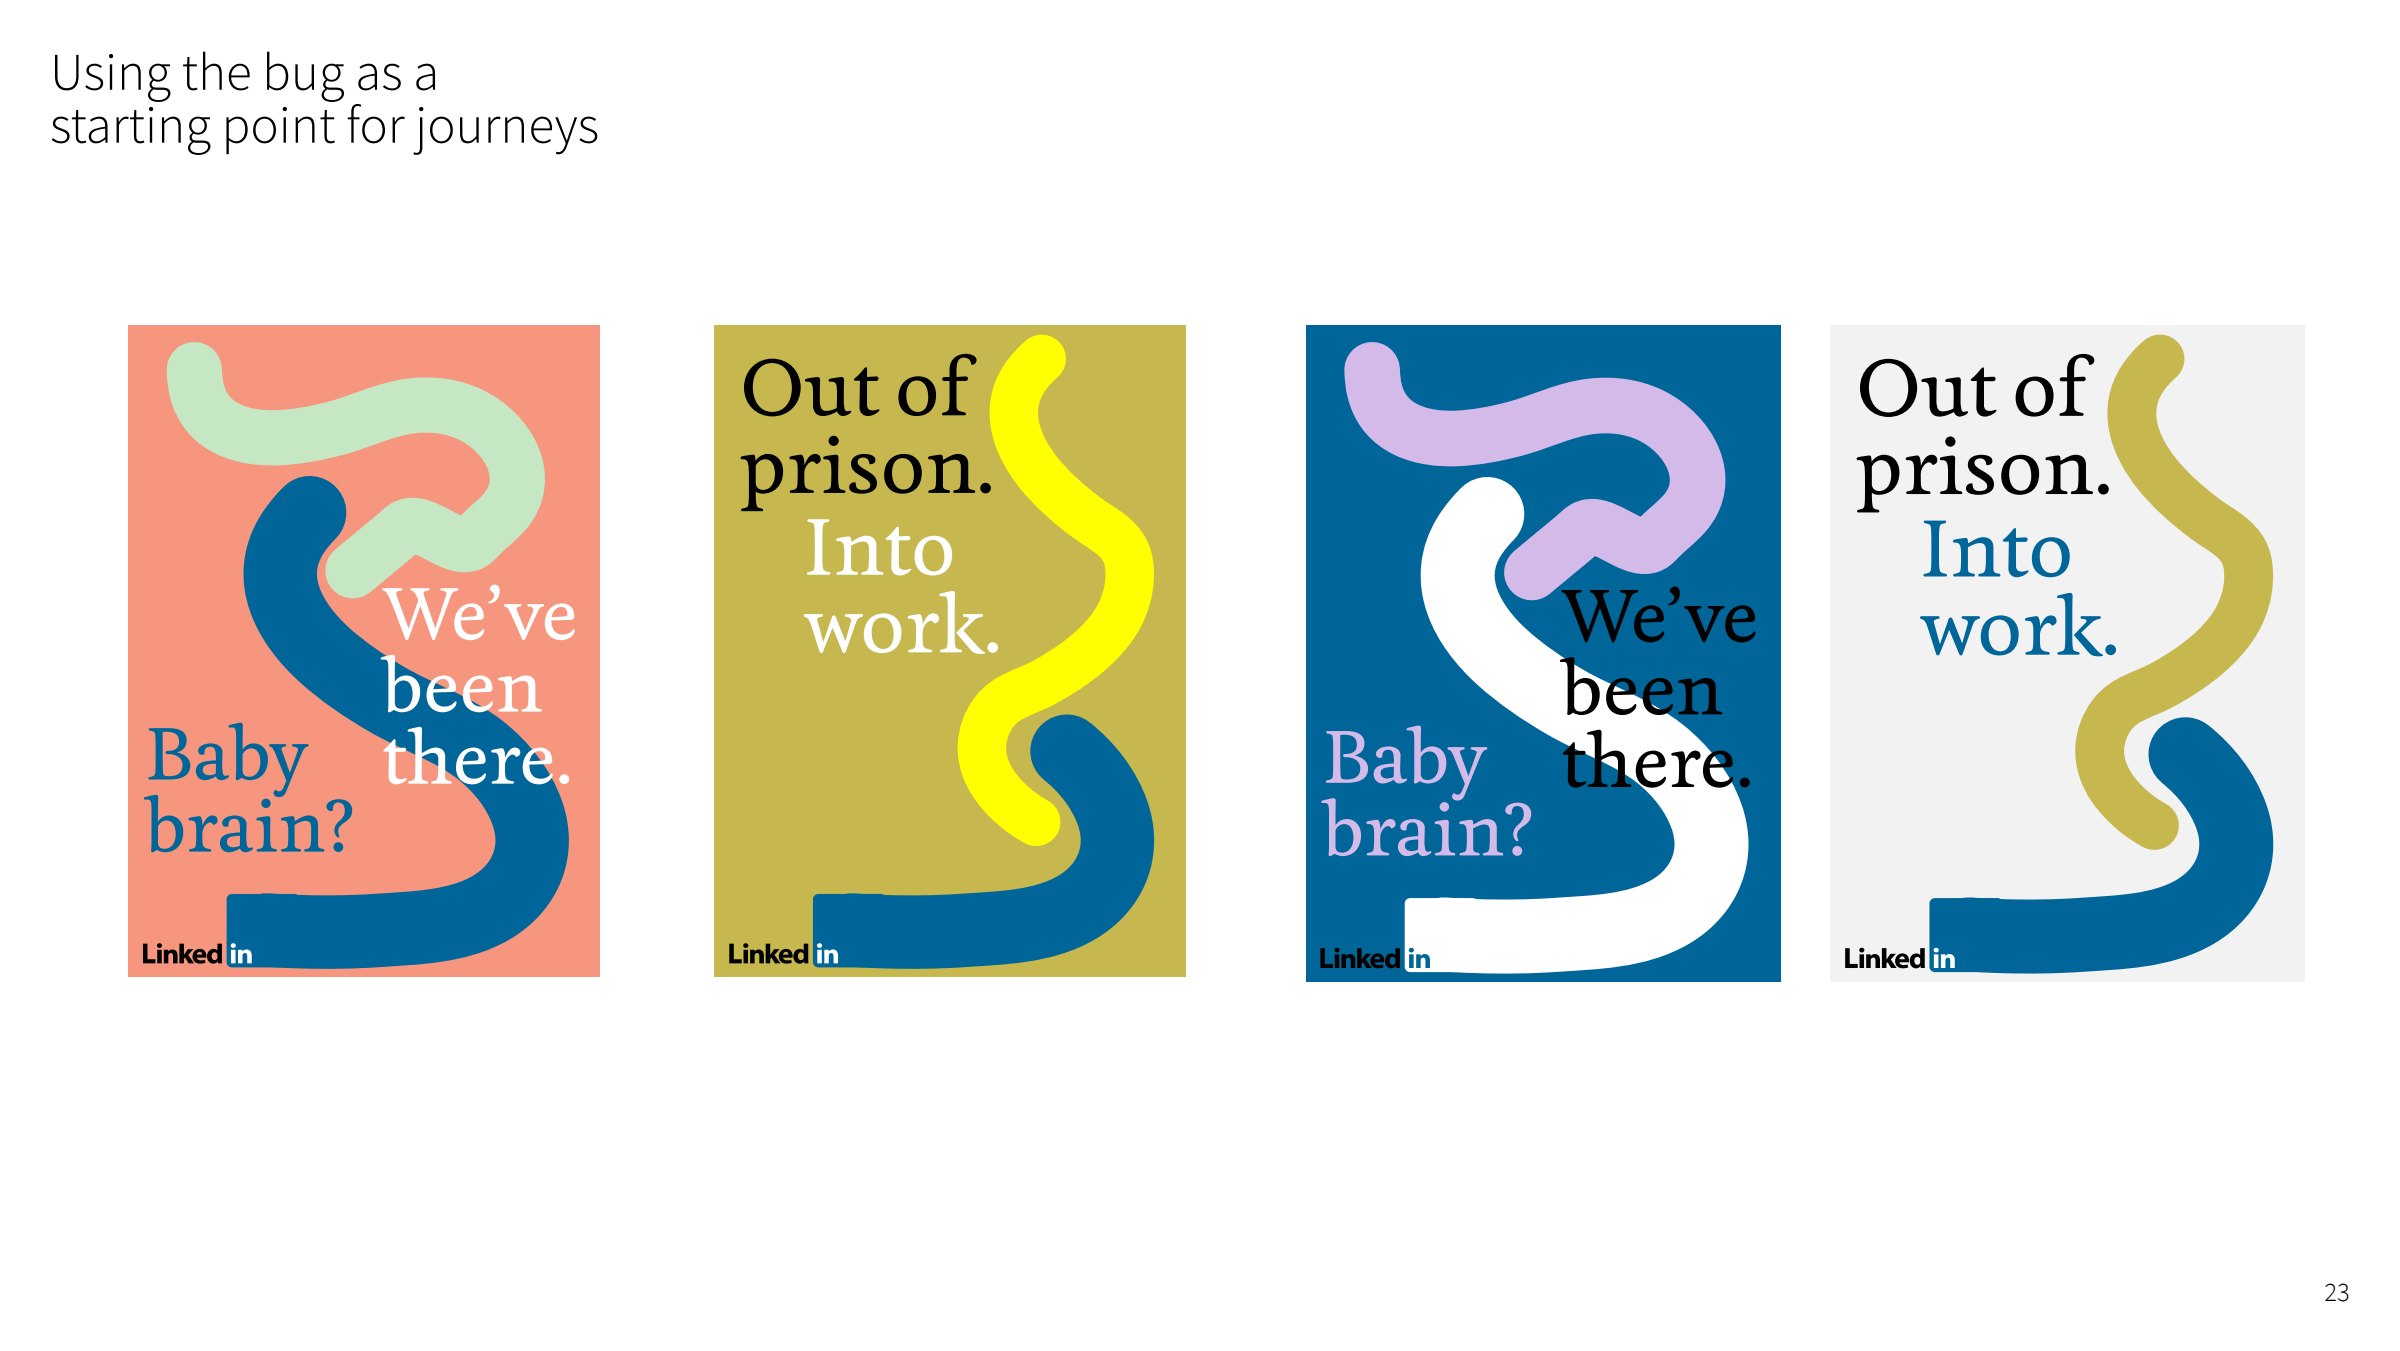 Using the bug as a
starting point for journeys
We’ve
been
there.
Baby
brain?
Linked in
Out of
prison.
Into
work.
Linked in
We’ve
been
there.
Baby
brain?
Linked in
Out of
prison.
Into
work.
Linked in
23